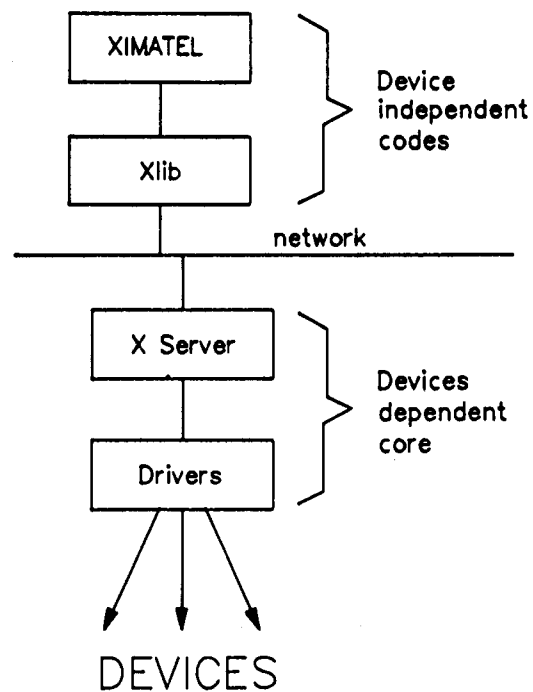 XIMATEL
Device
independent
codes
Xlib
network
X Server
Devices
dependent
core
Drivers
DEVICES